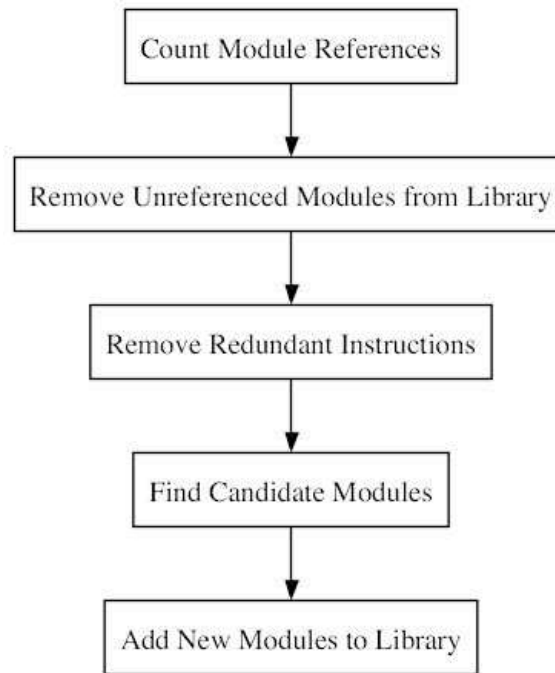 Count Module References
Remove Unreferenced Modules from Library
Remove Redundant Instructions
Find Candidate Modules
Add New Modules to Library